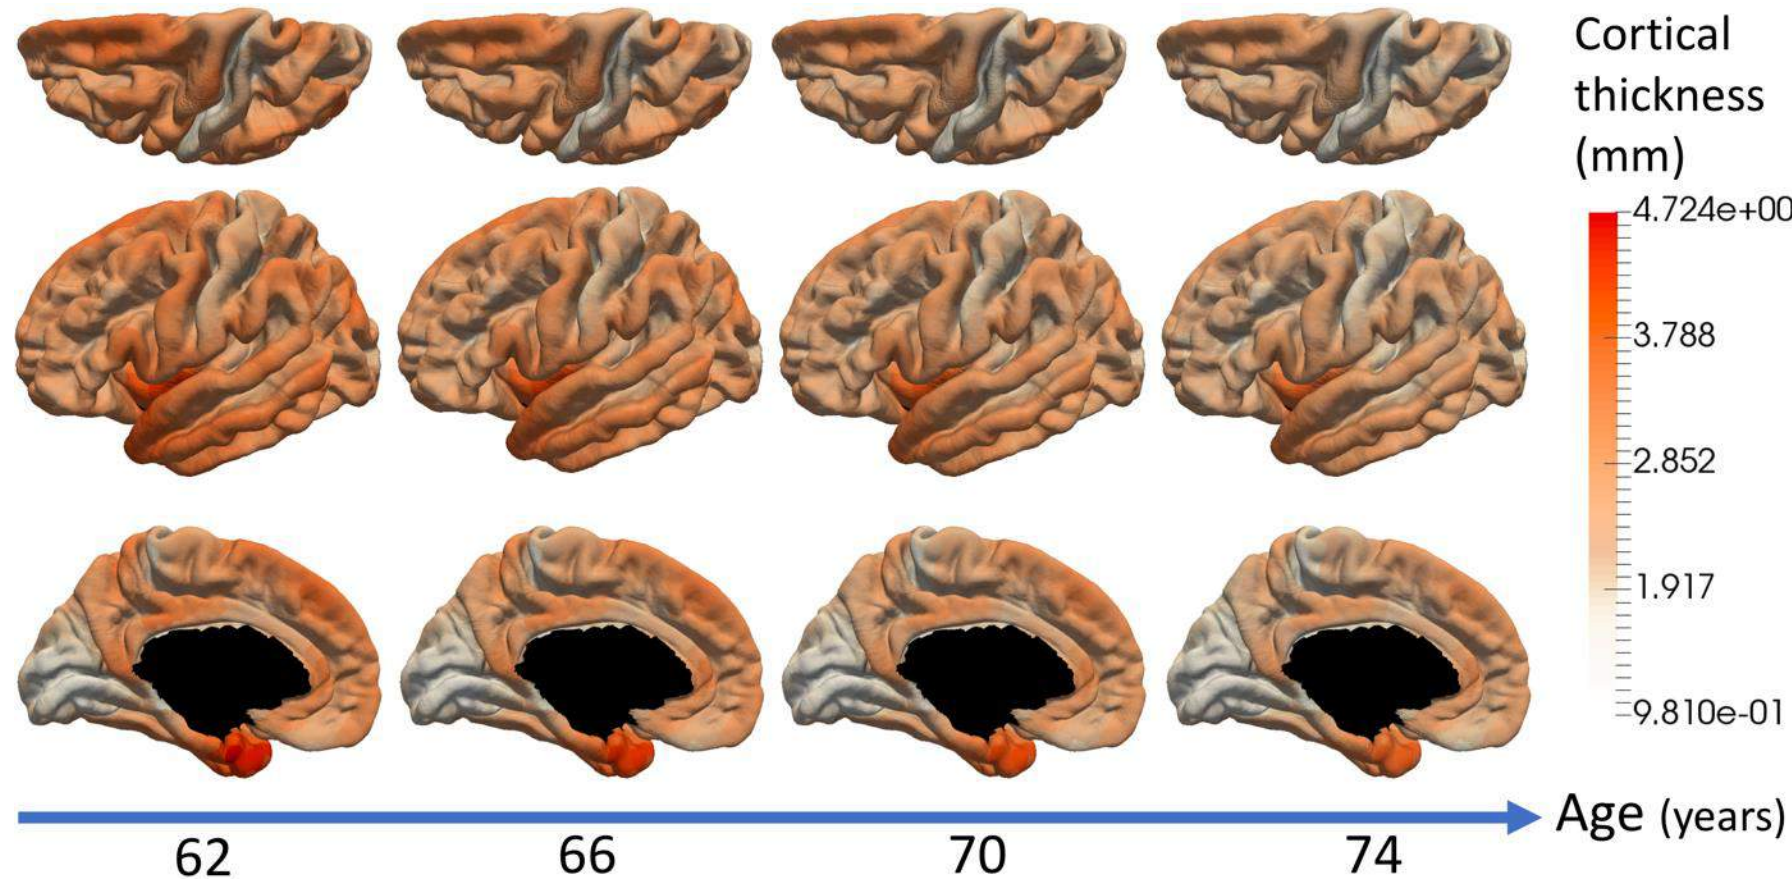 Cortical
thickness
(mm)
4.724e+00
3.788
2.852
1.917
9.810e-01
Age (years)
62 66 70 74